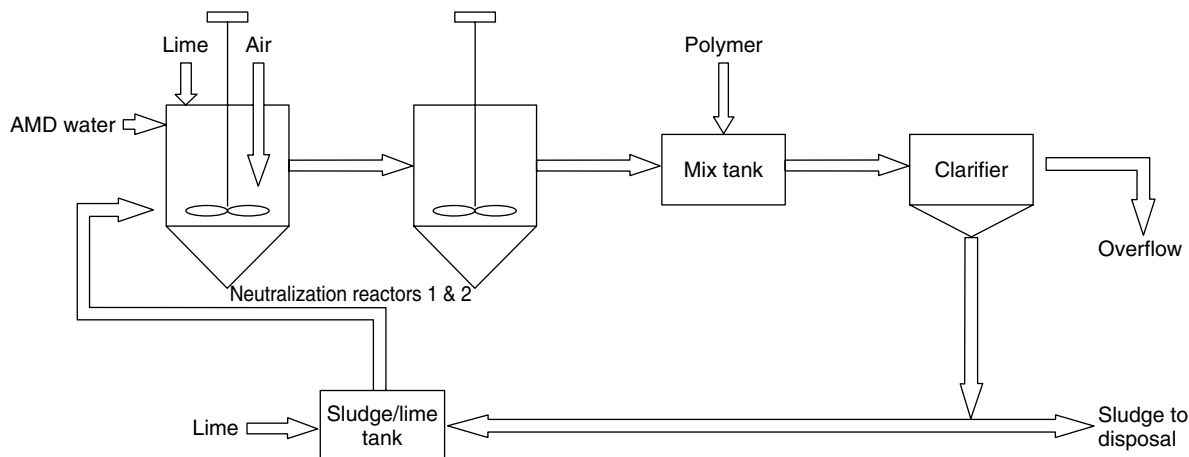 Lime
Air
Polymer
AMD water
Mix tank
Clarifier
Overflow
Neutralization reactors 1 & 2
Lime
Sludge/lime
tank
Sludge to
disposal